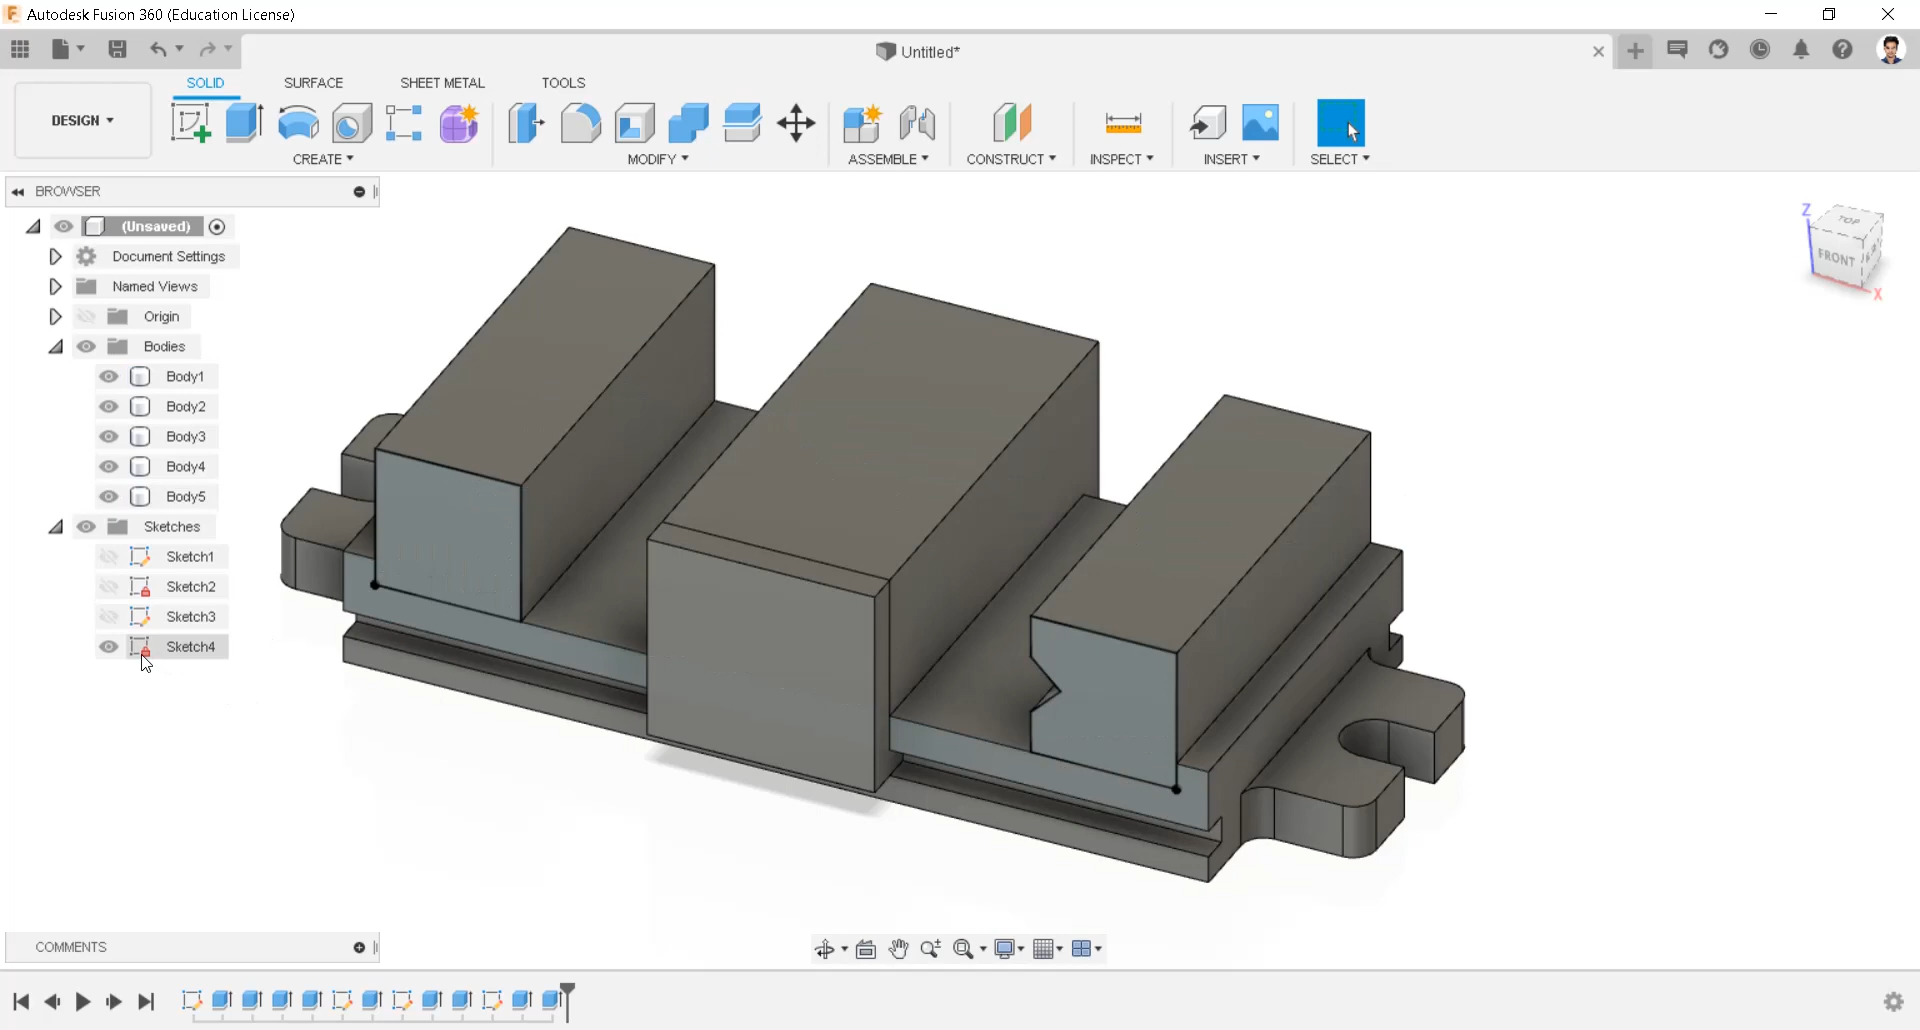 Autodesk Fusion 360 (Education License)
Untitled*
SOLID SURFACE SHEET METAL TOOLS
DESIGN
CREATE MODIFY ASSEMBLE CONSTRUCT INSPECT INSERT SELECT
BROWSER
(Unsaved)
Document Settings
Named Views
Origin
Bodies
Body1
Body2
Body3
Body4
Body5
Sketches
Sketch1
Sketch2
Sketch3
Sketch4
Z
TOP
FRONT
X
COMMENTS